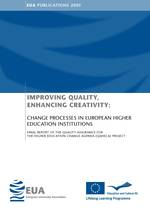 EUA PUBLICATIONS 2009
IMPROVING QUALITY,
ENHANCING CREATIVITY:
CHANGE PROCESSES IN EUROPEAN HIGHER
EDUCATION INSTITUTIONS
FINAL REPORT OF THE QUALITY ASSURANCE FOR
THE HIGHER EDUCATION CHANGE AGENDA (QAHECA) PROJECT
EUA
European University Association
Education and Culture DG
Lifelong Learning Programme